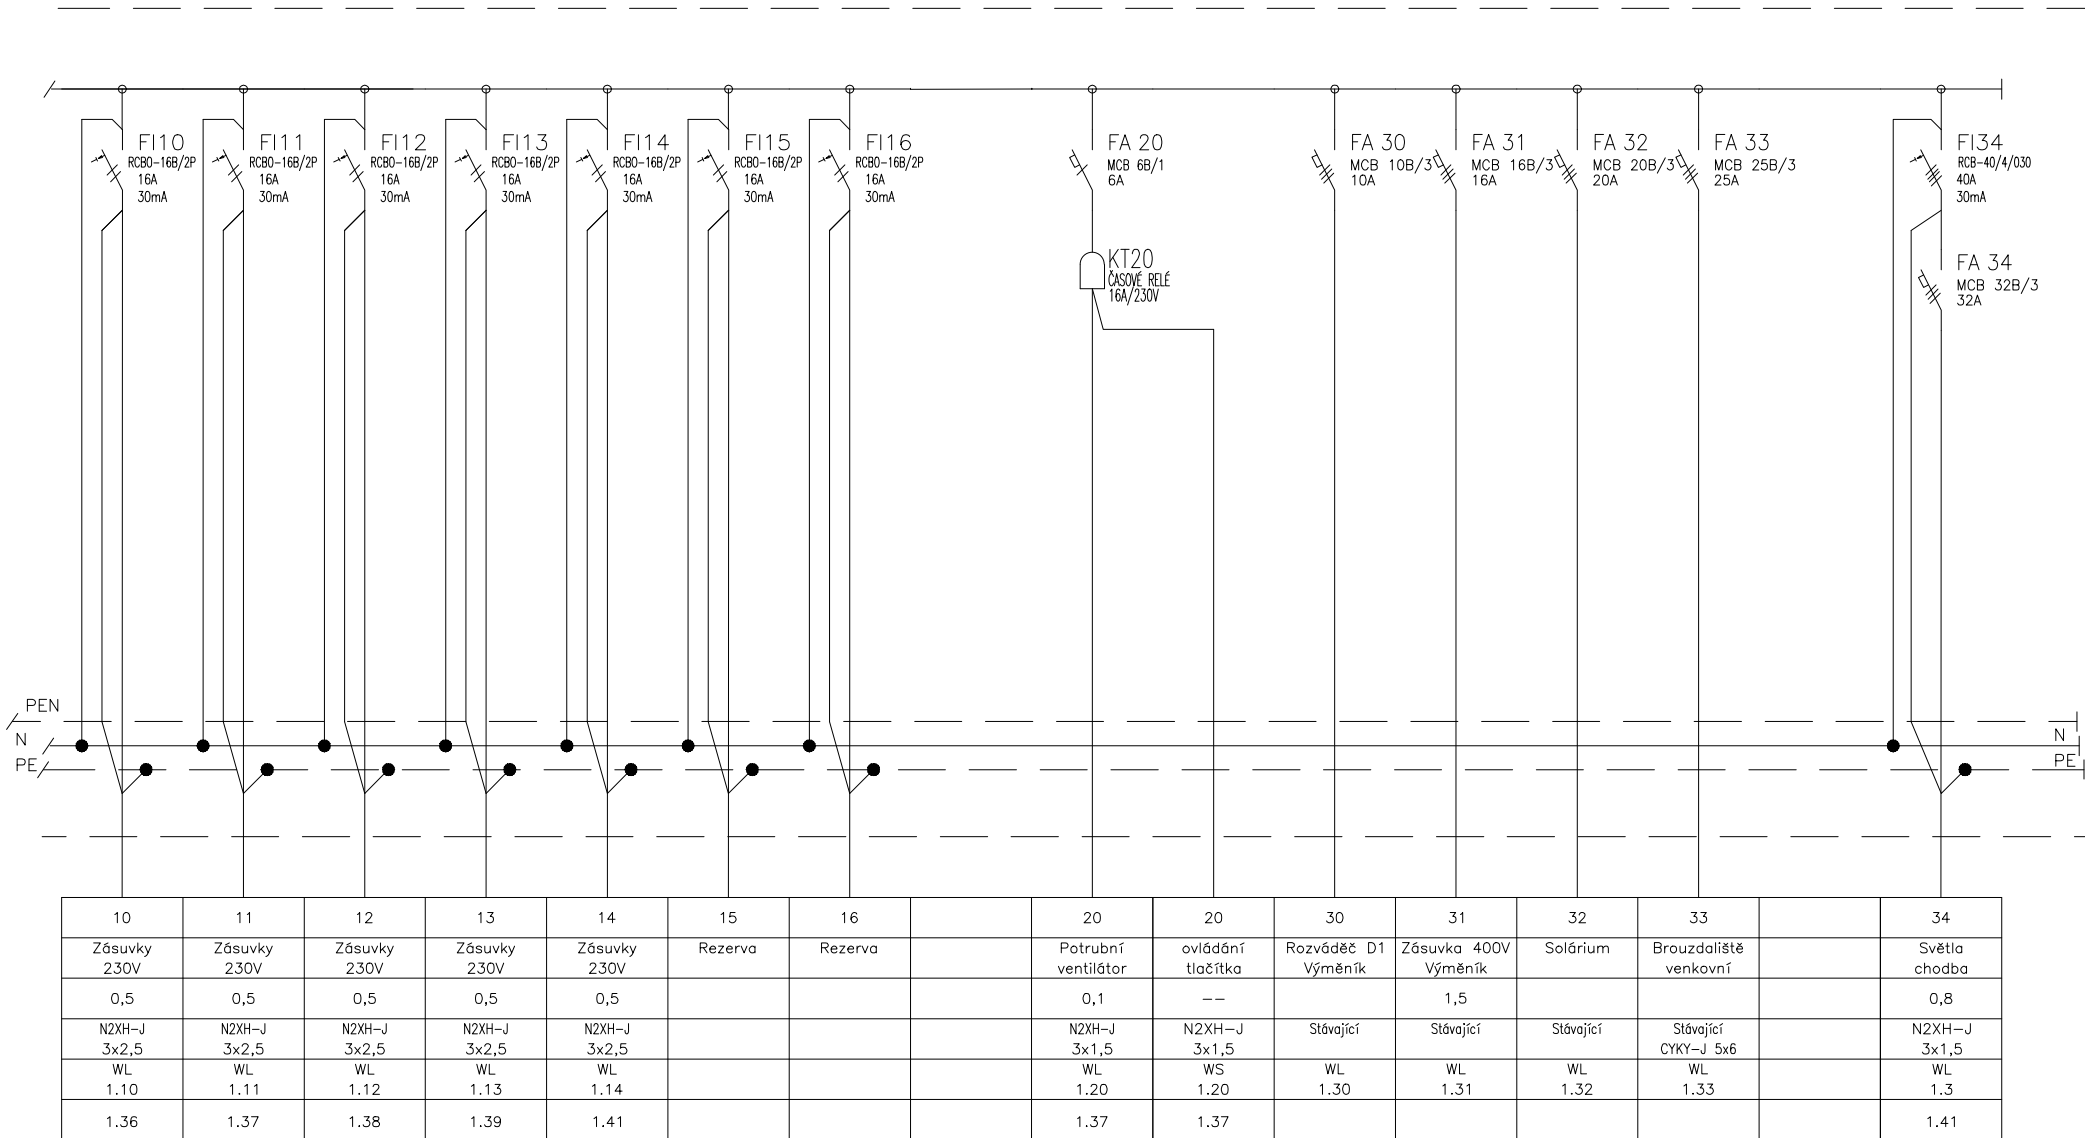 FI10
RCBO-16B/2P
16A
30mA
FI11
RCBO-16B/2P
16A
30mA
FI12
RCBO-16B/2P
16A
30mA
FI13
RCBO-16B/2P
16A
30mA
FI14
RCBO-16B/2P
16A
30mA
FI15
RCBO-16B/2P
16A
30mA
FI16
RCBO-16B/2P
16A
30mA
FA 20
MCB 6B/1
6A
KT20
ČASOVÉ RELÉ
16A/230V
FA 30
MCB 10B/3
10A
FA 31
MCB 16B/3
16A
FA 32
MCB 20B/3
20A
FA 33
MCB 25B/3
25A
FI34
RCB-40/4/030
40A
30mA
FA 34
MCB 32B/3
32A
PEN
N
PE
N
PE
10 11 12 13 14 15 16 20 20 30 31 32 33 34
Zásuvky Zásuvky Zásuvky Zásuvky Zásuvky Rezerva Rezerva Potrubní ovládání Rozváděč D1 Zásuvka 400V Solárium Brouzdaliště Světla
230V 230V 230V 230V 230V ventilátor tlačítka Výměník Výměník venkovní chodba
0,5 0,5 0,5 0,5 0,5 0,1 -- 1,5 0,8
N2XH-J N2XH-J N2XH-J N2XH-J N2XH-J N2XH-J N2XH-J Stávající Stávající Stávající Stávající N2XH-J
3x2,5 3x2,5 3x2,5 3x2,5 3x2,5 3x1,5 3x1,5 CYKY-J 5x6 3x1,5
WL WL WL WL WL WL WS WL WL WL WL WL
1.10 1.11 1.12 1.13 1.14 1.20 1.20 1.30 1.31 1.32 1.33 1.3
1.36 1.37 1.38 1.39 1.41 1.37 1.37 1.41